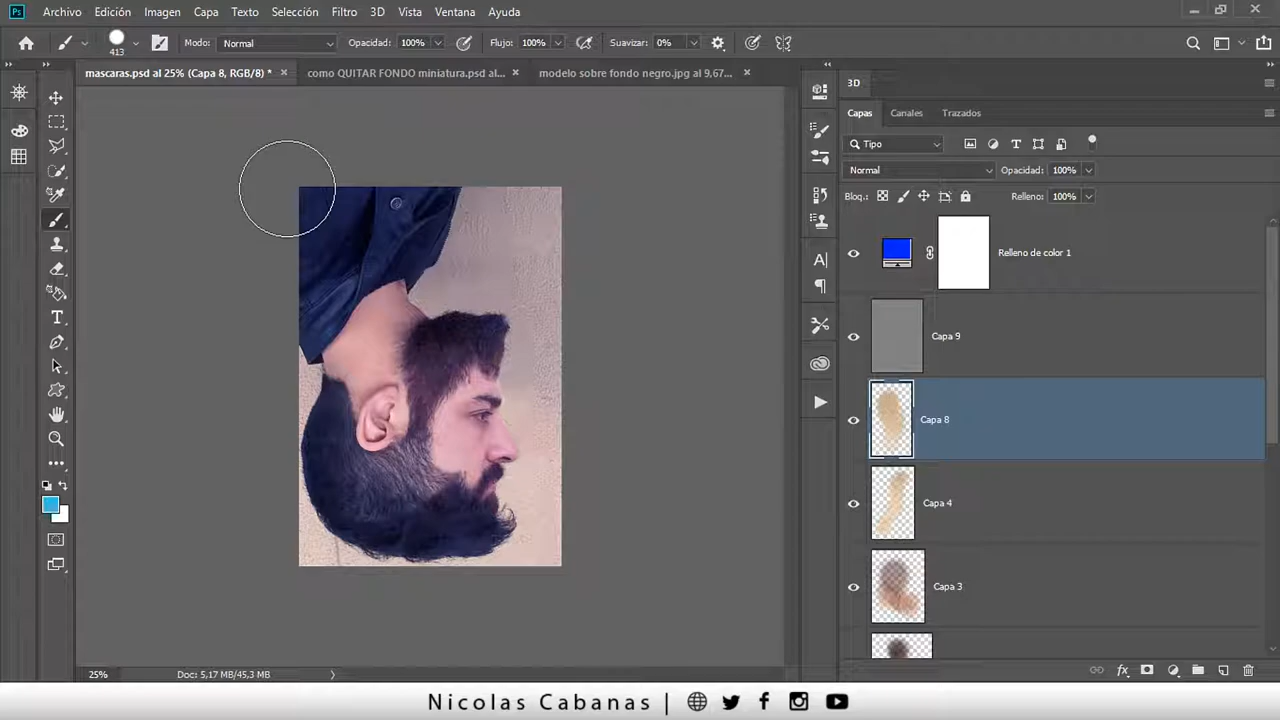 Ps Archivo Edición Imagen Capa Texto Selección Filtro 3D Vista Ventana Ayuda
413 Modo: Normal Opacidad: 100% Flujo: 100% Suavizar: 0%
mascaras.psd al 25% (Capa 8, RGB/8) * como QUITAR FONDO miniatura.psd al... modelo sobre fondo negro.jpg al 9,67...
3D
Capas Canales Trazados
Tipo
Normal Opacidad: 100%
Bloq.: Relleno: 100%
Relleno de color 1
Capa 9
Capa 8
Capa 4
Capa 3
25% Doc: 5,17 MB/45,3 MB
Nicolas Cabanas |